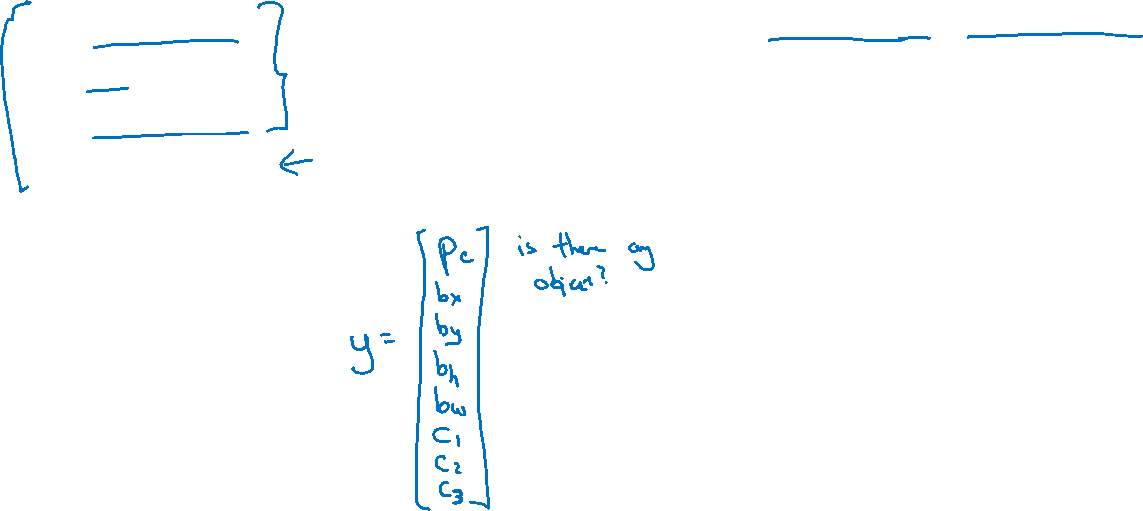 is there any
object?
y = [ Pc
bx
by
bh
bw
C1
C2
C3 ]